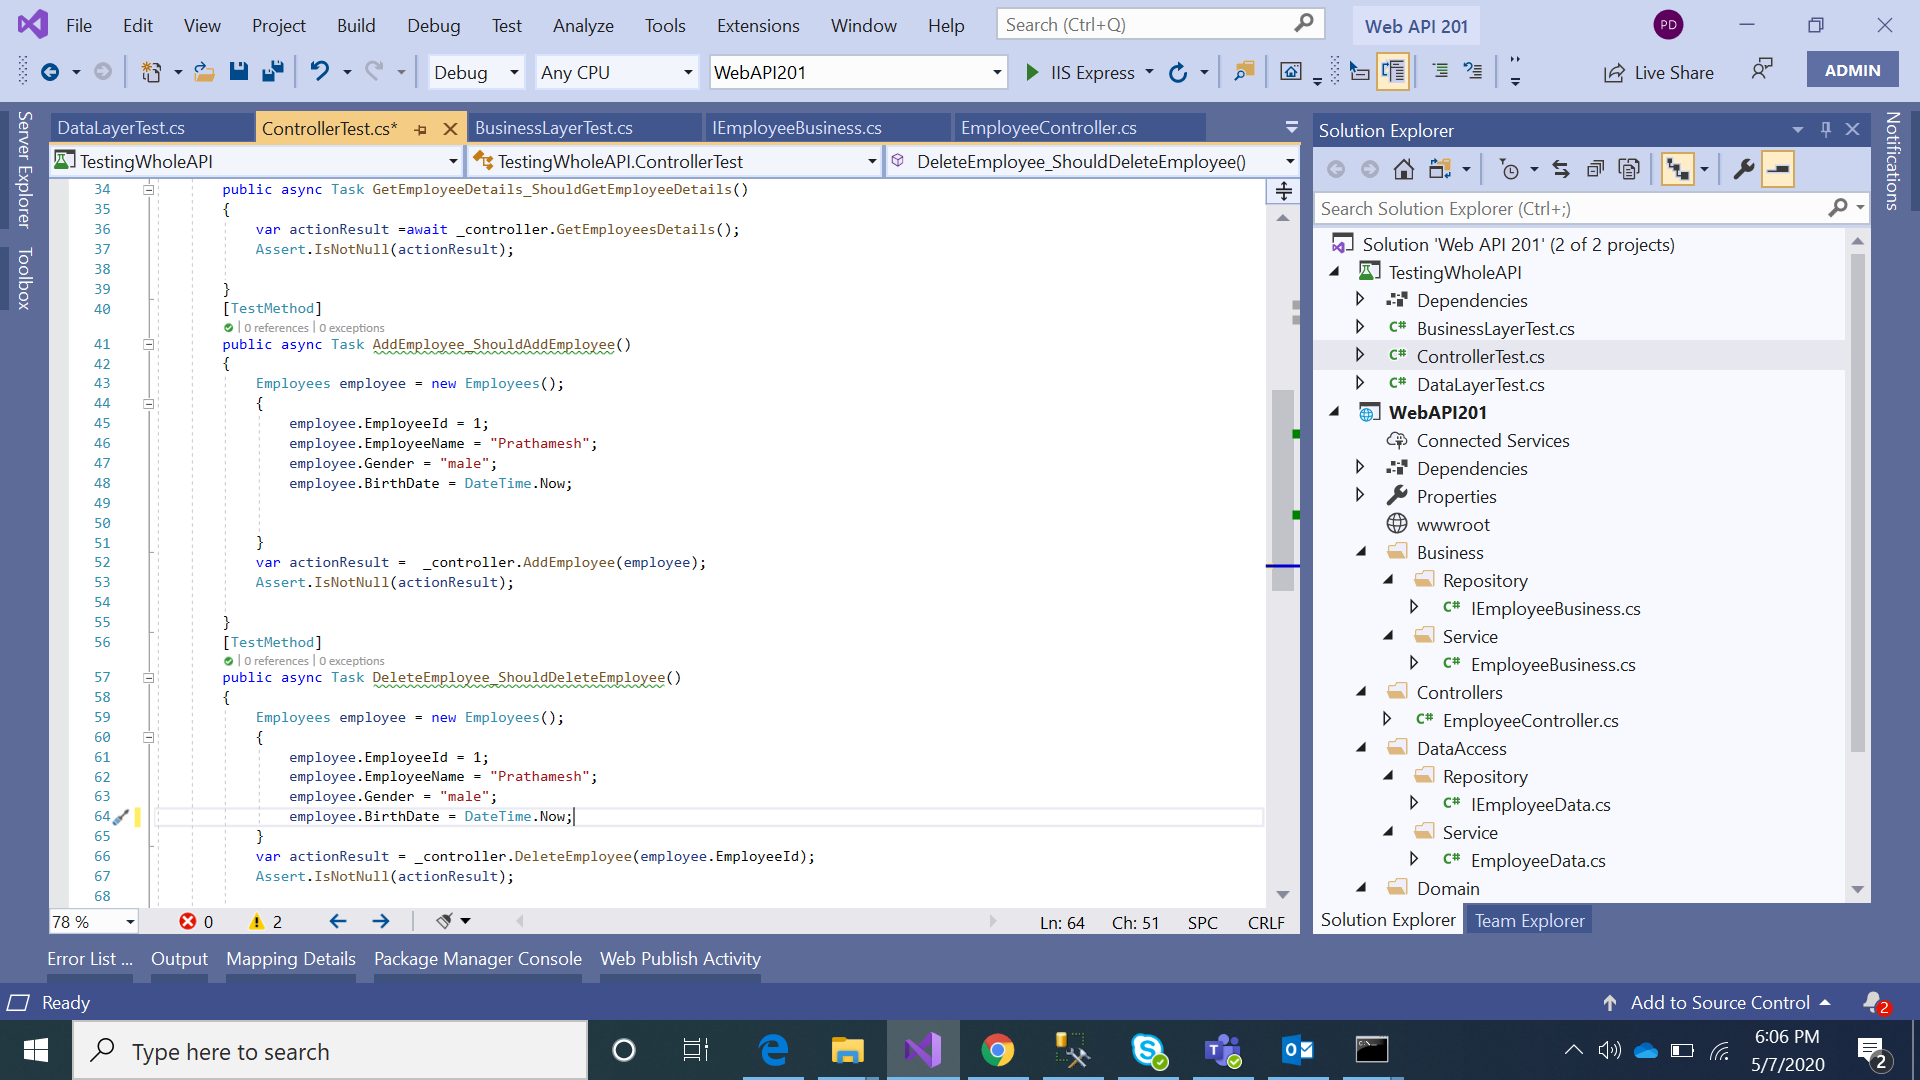 File Edit View Project Build Debug Test Analyze Tools Extensions Window Help Search (Ctrl+Q) Web API 201 PD
Debug Any CPU WebAPI201 IIS Express Live Share ADMIN
Server Explorer
Toolbox
DataLayerTest.cs ControllerTest.cs* BusinessLayerTest.cs IEmployeeBusiness.cs EmployeeController.cs
TestingWholeAPI TestingWholeAPI.ControllerTest DeleteEmployee_ShouldDeleteEmployee()
34 public async Task GetEmployeeDetails_ShouldGetEmployeeDetails()
35 {
36 var actionResult =await _controller.GetEmployeesDetails();
37 Assert.IsNotNull(actionResult);
38
39 }
40 [TestMethod]
0 references | 0 exceptions
41 public async Task AddEmployee_ShouldAddEmployee()
42 {
43 Employees employee = new Employees();
44 {
45 employee.EmployeeId = 1;
46 employee.EmployeeName = "Prathamesh";
47 employee.Gender = "male";
48 employee.BirthDate = DateTime.Now;
49
50
51 }
52 var actionResult = _controller.AddEmployee(employee);
53 Assert.IsNotNull(actionResult);
54
55 }
56 [TestMethod]
0 references | 0 exceptions
57 public async Task DeleteEmployee_ShouldDeleteEmployee()
58 {
59 Employees employee = new Employees();
60 {
61 employee.EmployeeId = 1;
62 employee.EmployeeName = "Prathamesh";
63 employee.Gender = "male";
64 employee.BirthDate = DateTime.Now;
65 }
66 var actionResult = _controller.DeleteEmployee(employee.EmployeeId);
67 Assert.IsNotNull(actionResult);
68
78 % 0 2 Ln: 64 Ch: 51 SPC CRLF
Solution Explorer
Search Solution Explorer (Ctrl+;)
Solution 'Web API 201' (2 of 2 projects)
TestingWholeAPI
Dependencies
C# BusinessLayerTest.cs
C# ControllerTest.cs
C# DataLayerTest.cs
WebAPI201
Connected Services
Dependencies
Properties
wwwroot
Business
Repository
C# IEmployeeBusiness.cs
Service
C# EmployeeBusiness.cs
Controllers
C# EmployeeController.cs
DataAccess
Repository
C# IEmployeeData.cs
Service
C# EmployeeData.cs
Domain
Solution Explorer Team Explorer
Notifications
Error List ... Output Mapping Details Package Manager Console Web Publish Activity
Ready Add to Source Control 2
Type here to search
6:06 PM
5/7/2020
2